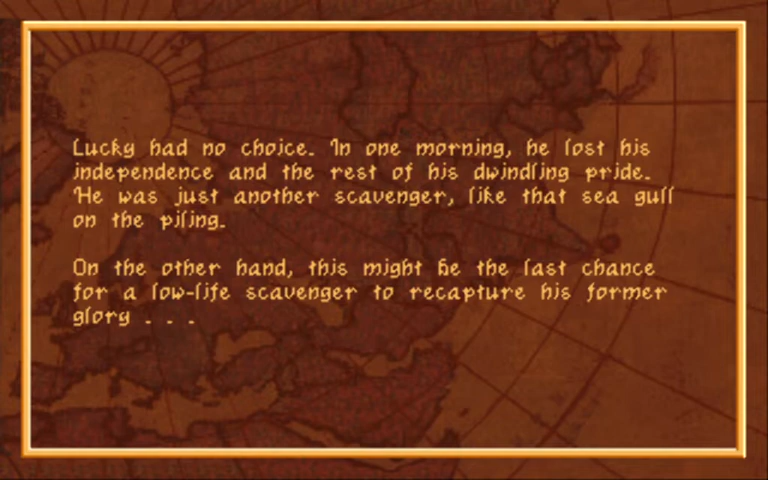 Lucky had no choice. In one morning, he lost his
independence and the rest of his dwindling pride.
He was just another scavenger, like that sea gull
on the piling.
On the other hand, this might be the last chance
for a low-life scavenger to recapture his former
glory . . .